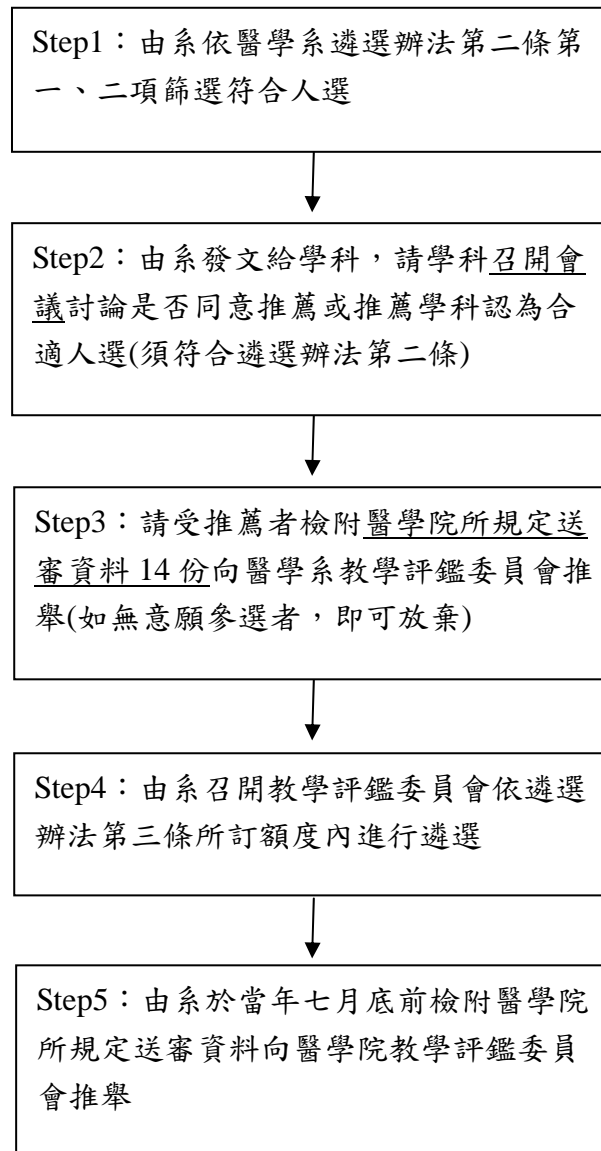 Step1：由系依醫學系遴選辦法第二條第
一、二項篩選符合人選
Step2：由系發文給學科，請學科召開會
議討論是否同意推薦或推薦學科認為合
適人選(須符合遴選辦法第二條)
Step3：請受推薦者檢附醫學院所規定送
審資料 14 份向醫學系教學評鑑委員會推
舉(如無意願參選者，即可放棄)
Step4：由系召開教學評鑑委員會依遴選
辦法第三條所訂額度內進行遴選
Step5：由系於當年七月底前檢附醫學院
所規定送審資料向醫學院教學評鑑委員
會推舉